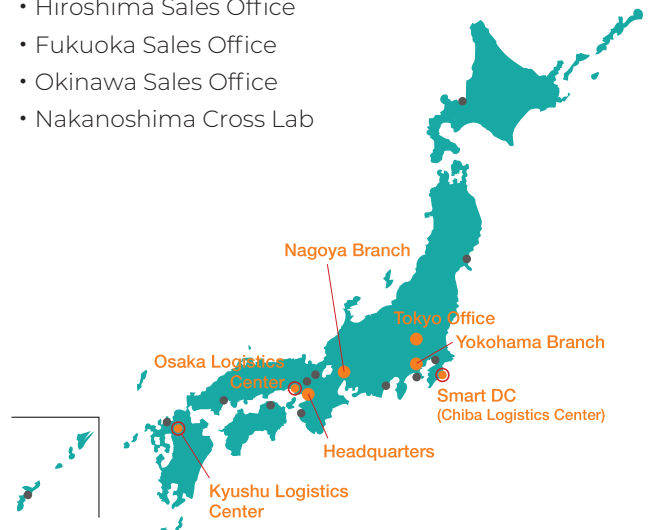 • Hiroshima Sales Office
• Fukuoka Sales Office
• Okinawa Sales Office
• Nakanoshima Cross Lab
Nagoya Branch
Tokyo Office
Yokohama Branch
Osaka Logistics
Center
Smart DC
(Chiba Logistics Center)
Headquarters
Kyushu Logistics
Center